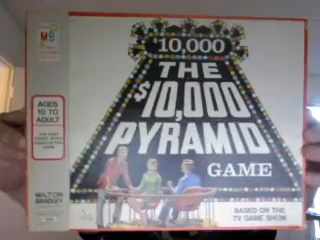 MB
$10,000
THE
$10,000
PYRAMID
GAME
AGES
10 TO
ADULT
MILTON
BRADLEY
BASED ON THE
TV GAME SHOW